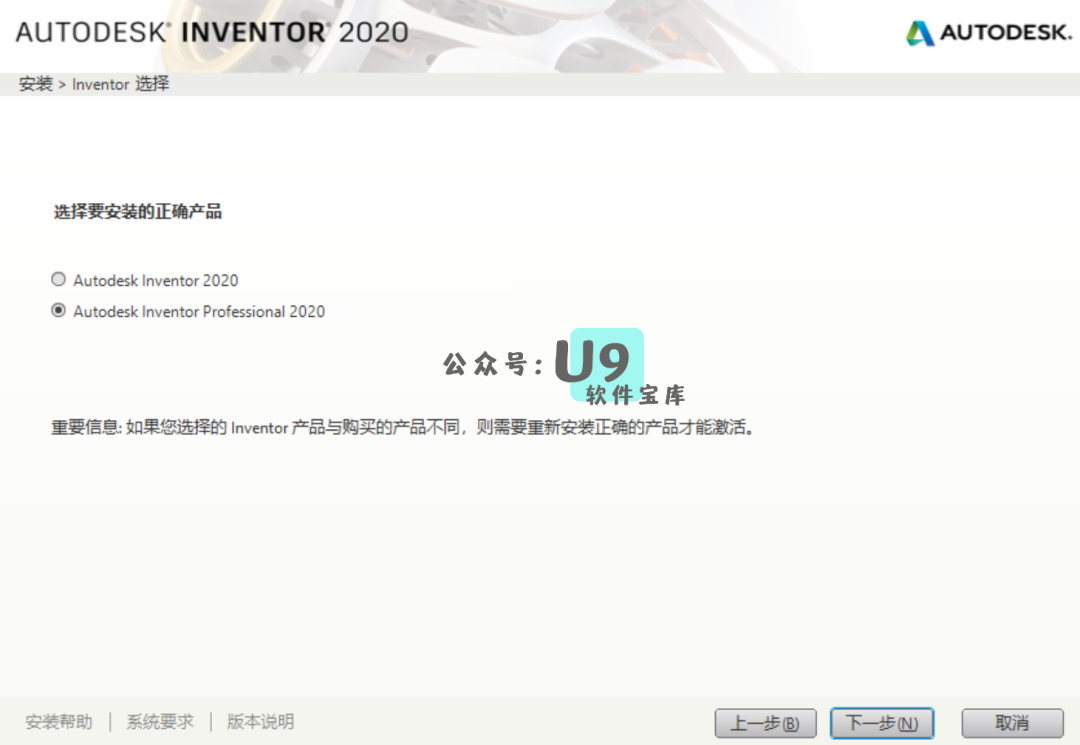 AUTODESK® INVENTOR® 2020
AUTODESK.
安装 > Inventor 选择
选择要安装的正确产品
Autodesk Inventor 2020
Autodesk Inventor Professional 2020
公众号: U9
软件宝库
重要信息: 如果您选择的 Inventor 产品与购买的产品不同，则需要重新安装正确的产品才能激活。
安装帮助 | 系统要求 | 版本说明
上一步(B) 下一步(N) 取消